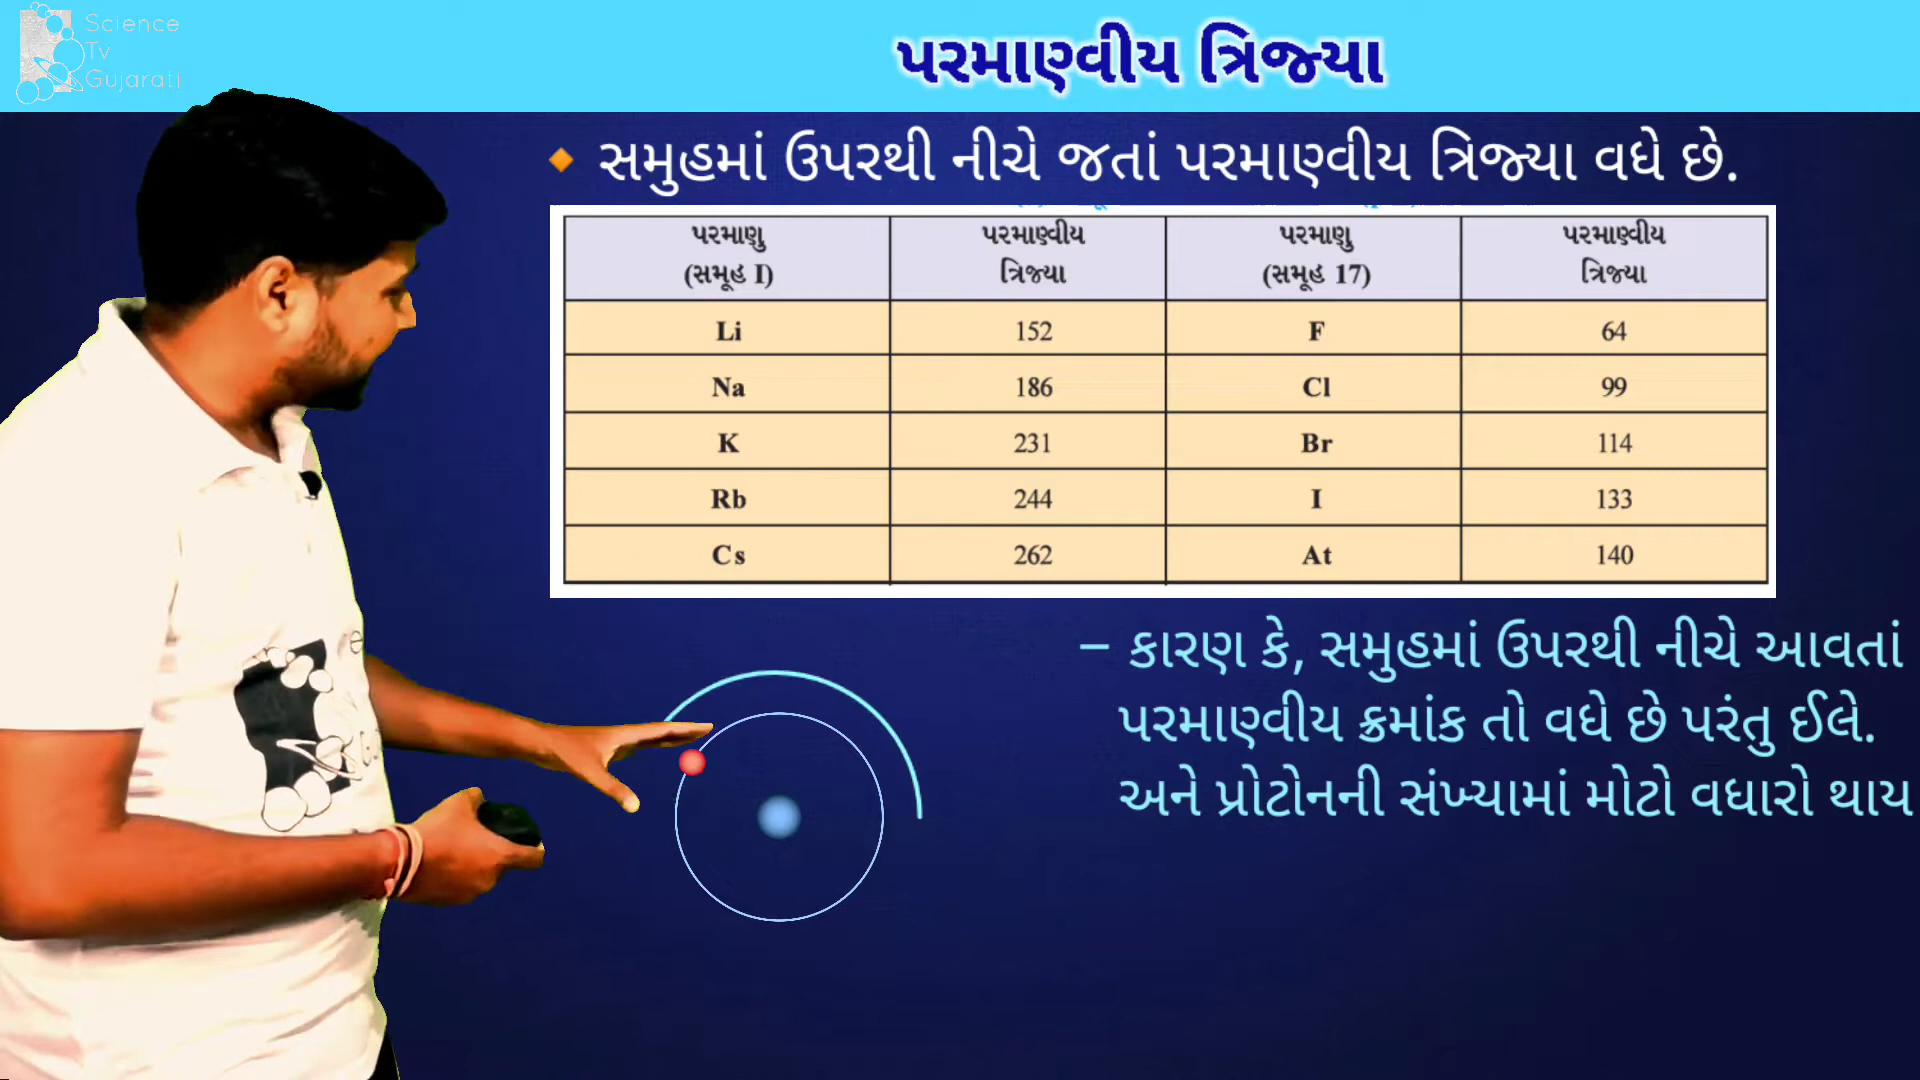 Science
Tv
Gujarati
પરમાણ્વીય ત્રિજ્યા
સમુહમાં ઉપરથી નીચે જતાં પરમાણ્વીય ત્રિજ્યા વધે છે.
પરમાણુ (સમૂહ I) પરમાણ્વીય ત્રિજ્યા પરમાણુ (સમૂહ 17) પરમાણ્વીય ત્રિજ્યા
Li 152 F 64
Na 186 Cl 99
K 231 Br 114
Rb 244 I 133
Cs 262 At 140
– કારણ કે, સમુહમાં ઉપરથી નીચે આવતાં
પરમાણ્વીય ક્રમાંક તો વધે છે પરંતુ ઈલે.
અને પ્રોટોનની સંખ્યામાં મોટો વધારો થાય